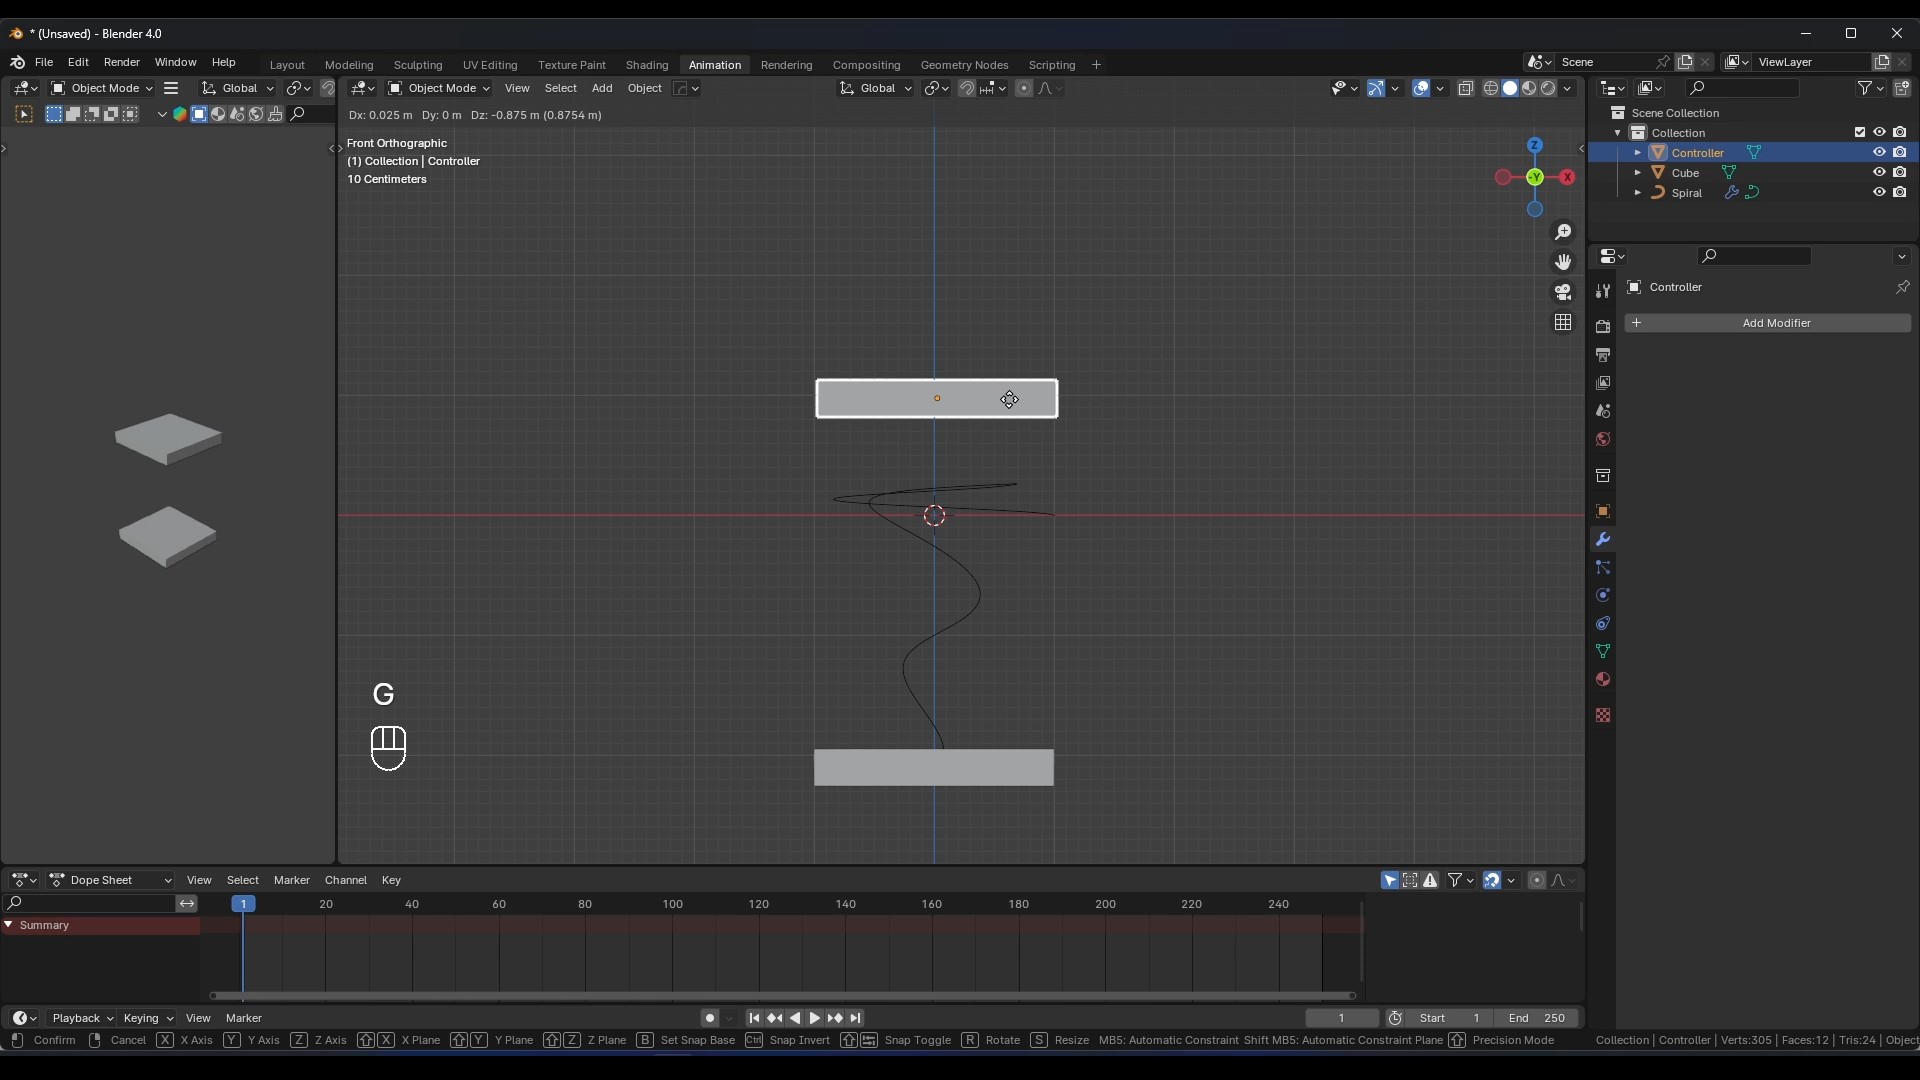 * (Unsaved) - Blender 4.0
File Edit Render Window Help Layout Modeling Sculpting UV Editing Texture Paint Shading Animation Rendering Compositing Geometry Nodes Scripting + Scene ViewLayer
Object Mode Global Object Mode View Select Add Object Global
Dx: 0.025 m Dy: 0 m Dz: -0.875 m (0.8754 m)
Front Orthographic
(1) Collection | Controller
10 Centimeters
Z
-Y
X
Scene Collection
Collection
Controller
Cube
Spiral
Controller
+ Add Modifier
G
Dope Sheet View Select Marker Channel Key
1 20 40 60 80 100 120 140 160 180 200 220 240
Summary
Playback Keying View Marker 1 Start 1 End 250
Confirm Cancel X X Axis Y Y Axis Z Z Axis X X Plane Y Y Plane Z Z Plane B Set Snap Base Ctrl Snap Invert Snap Toggle R Rotate S Resize MB5: Automatic Constraint Shift MB5: Automatic Constraint Plane Precision Mode Collection | Controller | Verts:305 | Faces:12 | Tris:24 | Object